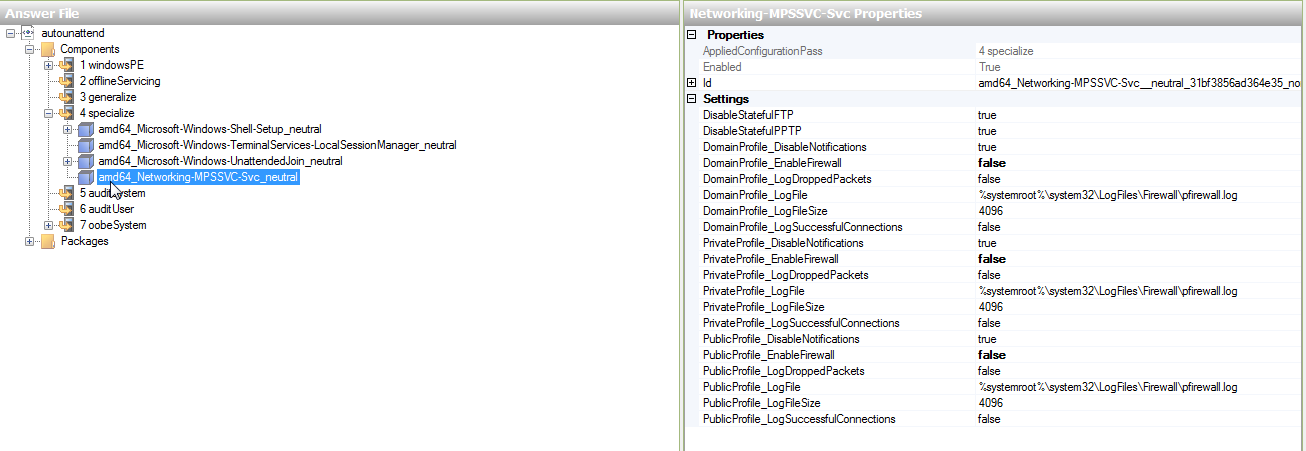 Answer File
autounattend
Components
1 windowsPE
2 offlineServicing
3 generalize
4 specialize
amd64_Microsoft-Windows-Shell-Setup_neutral
amd64_Microsoft-Windows-TerminalServices-LocalSessionManager_neutral
amd64_Microsoft-Windows-UnattendedJoin_neutral
amd64_Networking-MPSSVC-Svc_neutral
5 auditSystem
6 auditUser
7 oobeSystem
Packages
Networking-MPSSVC-Svc Properties
Properties
AppliedConfigurationPass 4 specialize
Enabled True
Id amd64_Networking-MPSSVC-Svc__neutral_31bf3856ad364e35_no
Settings
DisableStatefulFTP true
DisableStatefulPPTP true
DomainProfile_DisableNotifications true
DomainProfile_EnableFirewall false
DomainProfile_LogDroppedPackets false
DomainProfile_LogFile %systemroot%\system32\LogFiles\Firewall\pfirewall.log
DomainProfile_LogFileSize 4096
DomainProfile_LogSuccessfulConnections false
PrivateProfile_DisableNotifications true
PrivateProfile_EnableFirewall false
PrivateProfile_LogDroppedPackets false
PrivateProfile_LogFile %systemroot%\system32\LogFiles\Firewall\pfirewall.log
PrivateProfile_LogFileSize 4096
PrivateProfile_LogSuccessfulConnections false
PublicProfile_DisableNotifications true
PublicProfile_EnableFirewall false
PublicProfile_LogDroppedPackets false
PublicProfile_LogFile %systemroot%\system32\LogFiles\Firewall\pfirewall.log
PublicProfile_LogFileSize 4096
PublicProfile_LogSuccessfulConnections false